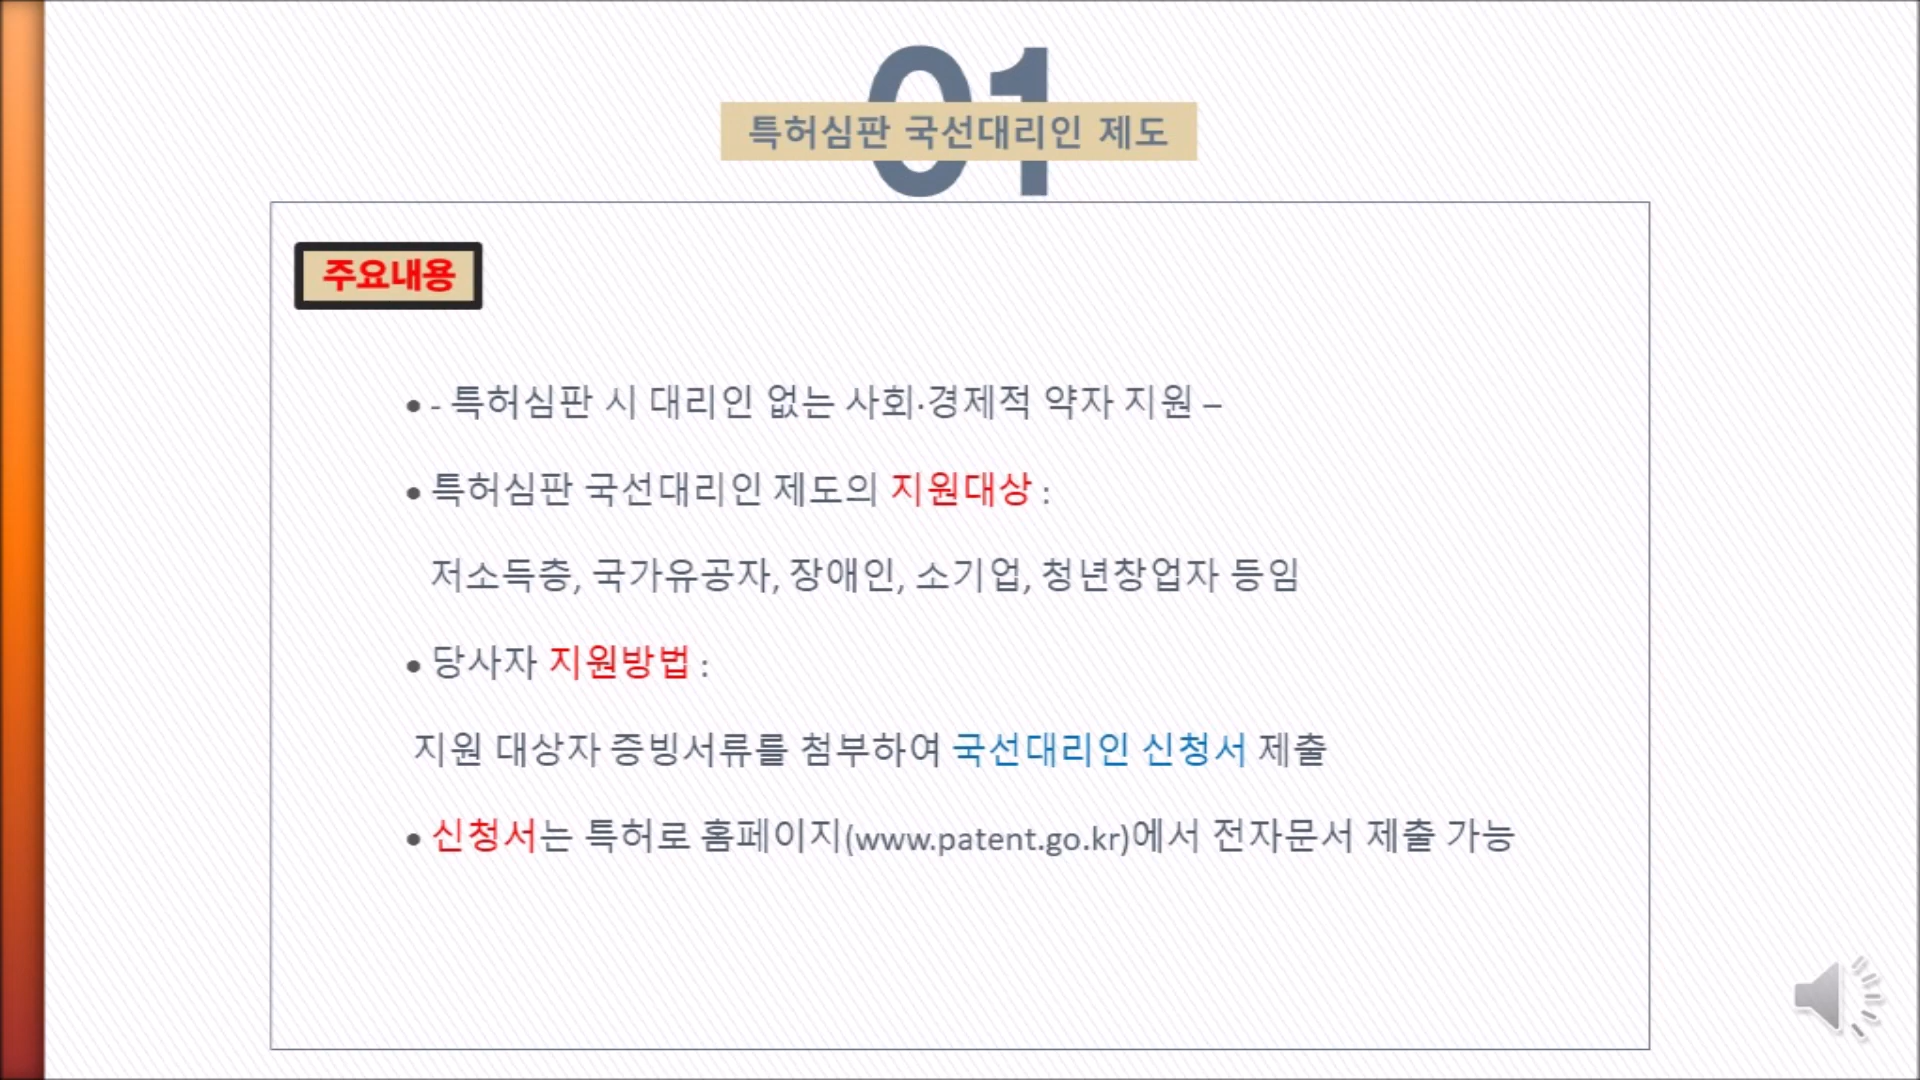 01
특허심판 국선대리인 제도
주요내용
• - 특허심판 시 대리인 없는 사회·경제적 약자 지원 –
• 특허심판 국선대리인 제도의 지원대상 :
저소득층, 국가유공자, 장애인, 소기업, 청년창업자 등임
• 당사자 지원방법 :
지원 대상자 증빙서류를 첨부하여 국선대리인 신청서 제출
• 신청서는 특허로 홈페이지(www.patent.go.kr)에서 전자문서 제출 가능